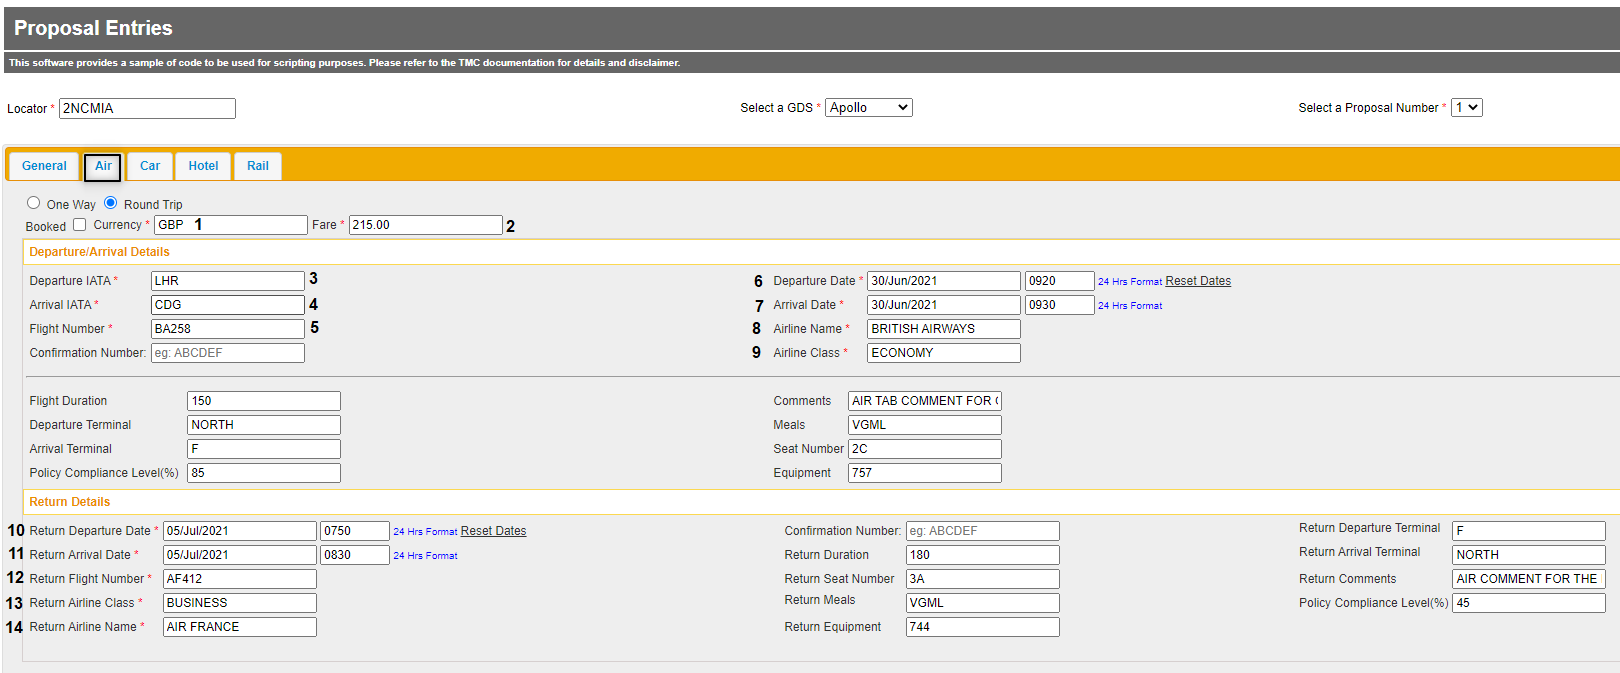 Proposal Entries
This software provides a sample of code to be used for scripting purposes. Please refer to the TMC documentation for details and disclaimer.
Locator * 2NCMIA Select a GDS * Apollo Select a Proposal Number * 1
General Air Car Hotel Rail
One Way Round Trip
Booked Currency * GBP 1 Fare * 215.00 2
Departure/Arrival Details
Departure IATA * LHR 3 6 Departure Date * 30/Jun/2021 0920 24 Hrs Format Reset Dates
Arrival IATA * CDG 4 7 Arrival Date * 30/Jun/2021 0930 24 Hrs Format
Flight Number * BA258 5 8 Airline Name * BRITISH AIRWAYS
Confirmation Number: eg: ABCDEF 9 Airline Class * ECONOMY
Flight Duration 150 Comments AIR TAB COMMENT FOR
Departure Terminal NORTH Meals VGML
Arrival Terminal F Seat Number 2C
Policy Compliance Level(%) 85 Equipment 757
Return Details
10 Return Departure Date * 05/Jul/2021 0750 24 Hrs Format Reset Dates Confirmation Number: eg: ABCDEF Return Departure Terminal F
11 Return Arrival Date * 05/Jul/2021 0830 24 Hrs Format Return Duration 180 Return Arrival Terminal NORTH
12 Return Flight Number * AF412 Return Seat Number 3A Return Comments AIR COMMENT FOR THE
13 Return Airline Class * BUSINESS Return Meals VGML Policy Compliance Level(%) 45
14 Return Airline Name * AIR FRANCE Return Equipment 744